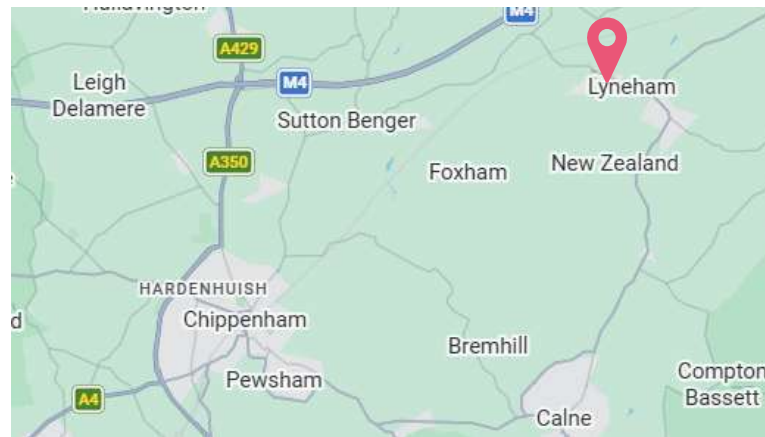 M4
A429
Leigh
Delamere
M4
Lyneham
Sutton Benger
A350
Foxham
New Zealand
HARDENHUISH
Chippenham
d
Bremhill
Pewsham
Compton
Bassett
A4
Calne